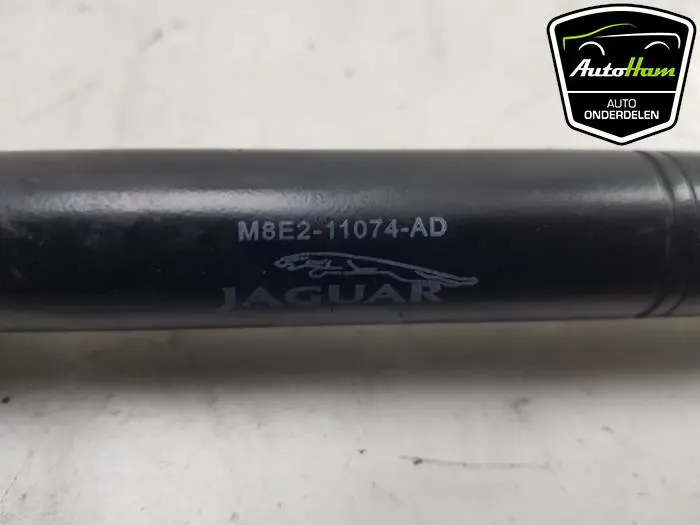 AutoHam
AUTO
ONDERDELEN
M8E2-11074-AD
JAGUAR